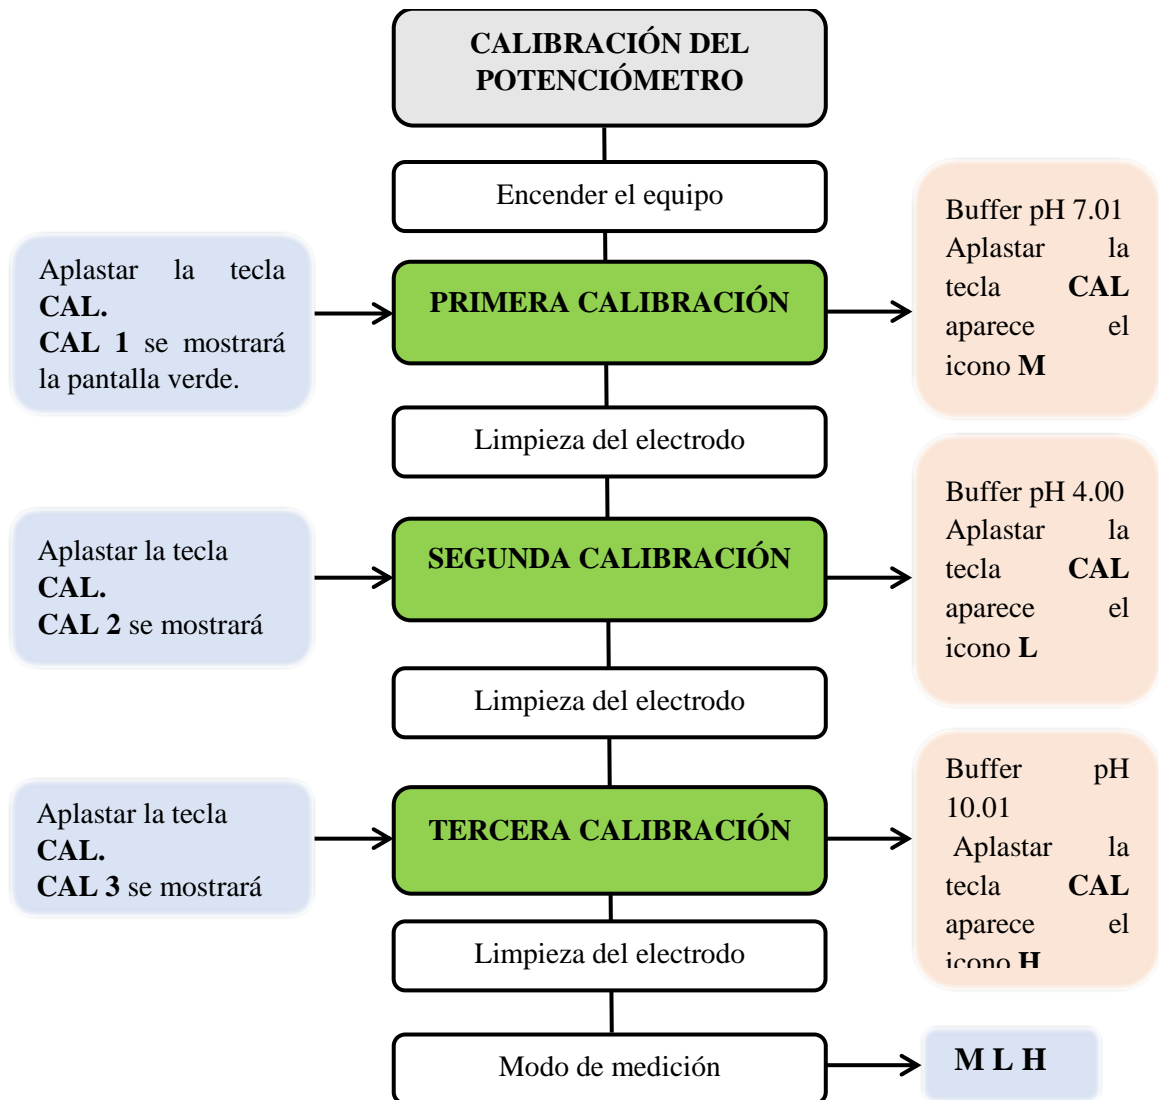 CALIBRACIÓN DEL
POTENCIÓMETRO
Encender el equipo
Aplastar la tecla
CAL.
CAL 1 se mostrará
la pantalla verde.
PRIMERA CALIBRACIÓN
Buffer pH 7.01
Aplastar la
tecla CAL
aparece el
icono M
Limpieza del electrodo
Aplastar la tecla
CAL.
CAL 2 se mostrará
SEGUNDA CALIBRACIÓN
Buffer pH 4.00
Aplastar la
tecla CAL
aparece el
icono L
Limpieza del electrodo
Aplastar la tecla
CAL.
CAL 3 se mostrará
TERCERA CALIBRACIÓN
Buffer pH
10.01
Aplastar la
tecla CAL
aparece el
icono H
Limpieza del electrodo
Modo de medición
M L H